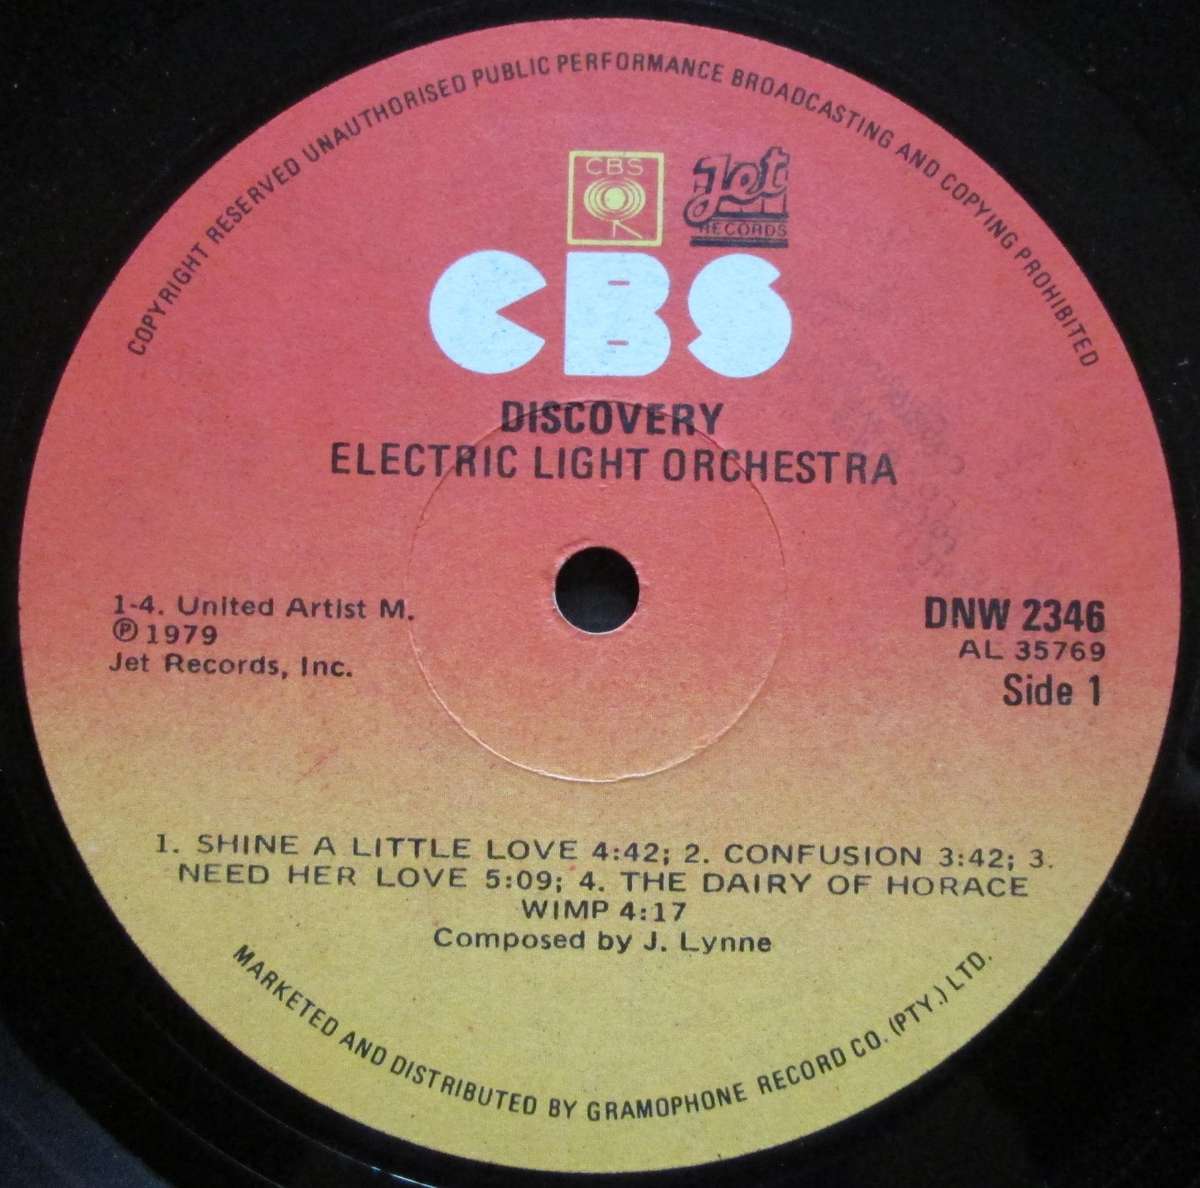 COPYRIGHT RESERVED UNAUTHORISED PUBLIC PERFORMANCE BROADCASTING AND COPYING PROHIBITED
CBS
Jet
RECORDS
CBS
DISCOVERY
ELECTRIC LIGHT ORCHESTRA
1-4. United Artist M.
℗ 1979
Jet Records, Inc.
DNW 2346
AL 35769
Side 1
1. SHINE A LITTLE LOVE 4:42; 2. CONFUSION 3:42; 3.
NEED HER LOVE 5:09; 4. THE DAIRY OF HORACE
WIMP 4:17
Composed by J. Lynne
MARKETED AND DISTRIBUTED BY GRAMOPHONE RECORD CO. (PTY.) LTD.